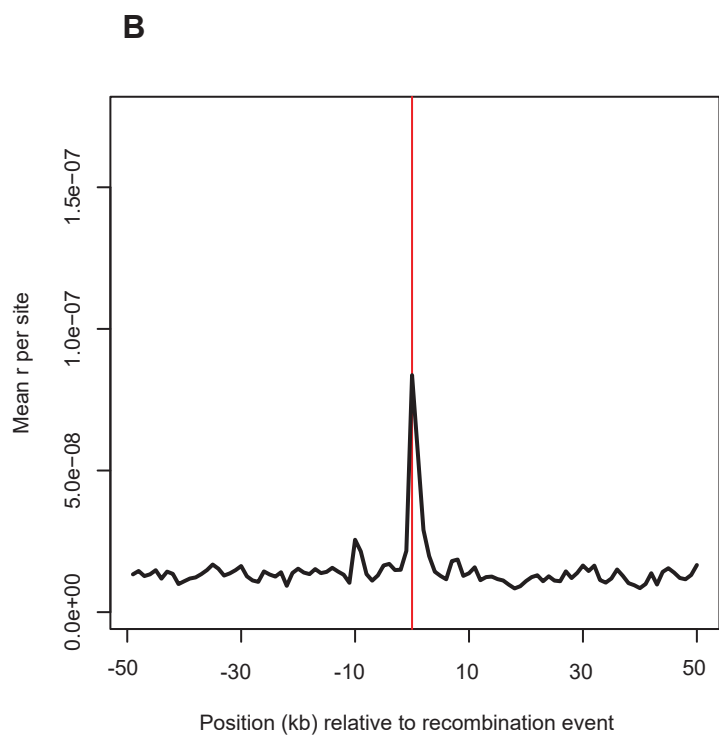 B
Mean r per site
1.5e−07
1.0e−07
5.0e−08
0.0e+00
-50 -30 -10 10 30 50
Position (kb) relative to recombination event